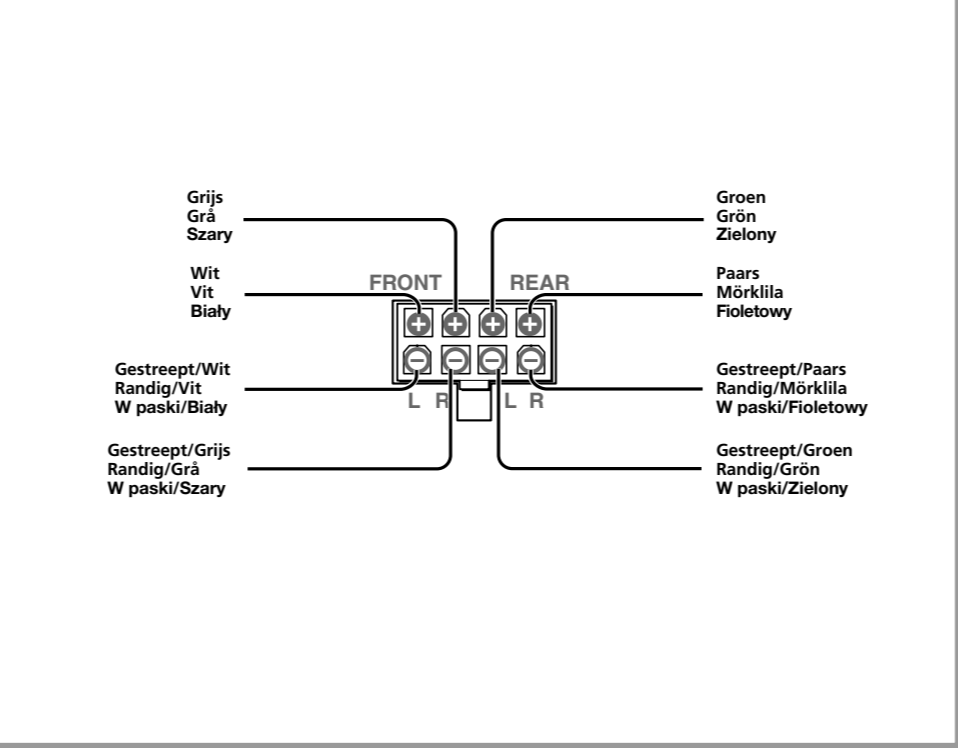 Grijs
Grå
Szary
Groen
Grön
Zielony
Wit
Vit
Biały
FRONT
REAR
Paars
Mörklila
Fioletowy
Gestreept/Wit
Randig/Vit
W paski/Biały
L R
L R
Gestreept/Paars
Randig/Mörklila
W paski/Fioletowy
Gestreept/Grijs
Randig/Grå
W paski/Szary
Gestreept/Groen
Randig/Grön
W paski/Zielony